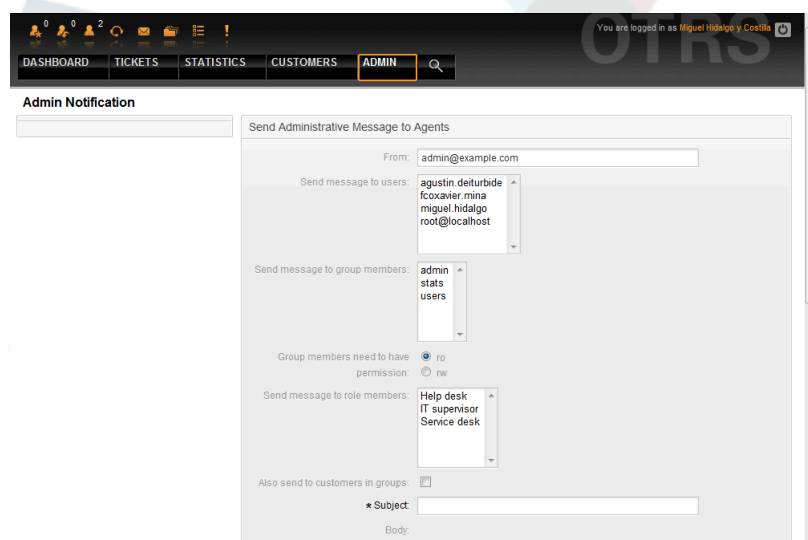 0 0 2
You are logged in as Miguel Hidalgo y Costilla
OTRS
DASHBOARD TICKETS STATISTICS CUSTOMERS ADMIN
Admin Notification
Send Administrative Message to Agents
From: admin@example.com
Send message to users: agustin.deiturbide
fcoxavier.mina
miguel.hidalgo
root@localhost
Send message to group members: admin
stats
users
Group members need to have ro
permission: rw
Send message to role members: Help desk
IT supervisor
Service desk
Also send to customers in groups:
* Subject:
Body: